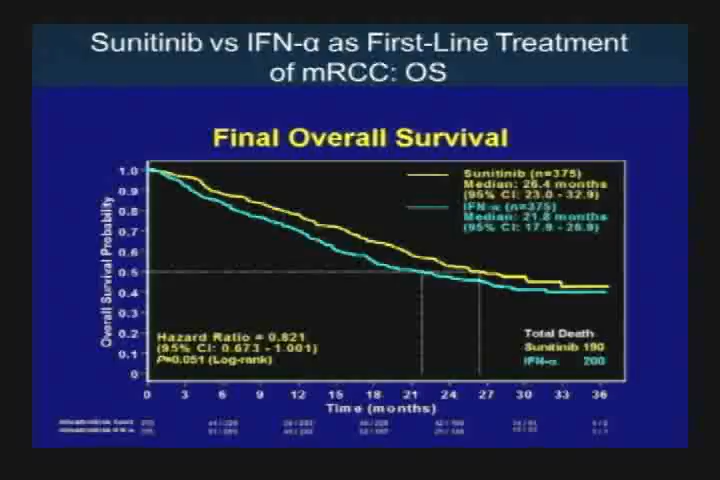 Sunitinib vs IFN-α as First-Line Treatment
of mRCC: OS
Final Overall Survival
Sunitinib (n=375)
Median: 26.4 months
(95% CI: 23.0 - 32.9)
IFN-α (n=375)
Median: 21.8 months
(95% CI: 17.9 - 26.9)
Overall Survival Probability
1.0
0.9
0.8
0.7
0.6
0.5
0.4
0.3
0.2
0.1
0
Hazard Ratio = 0.821
(95% CI: 0.673 - 1.001)
P=0.051 (Log-rank)
Total Death
Sunitinib 190
IFN-α 200
0 3 6 9 12 15 18 21 24 27 30 33 36
Time (months)